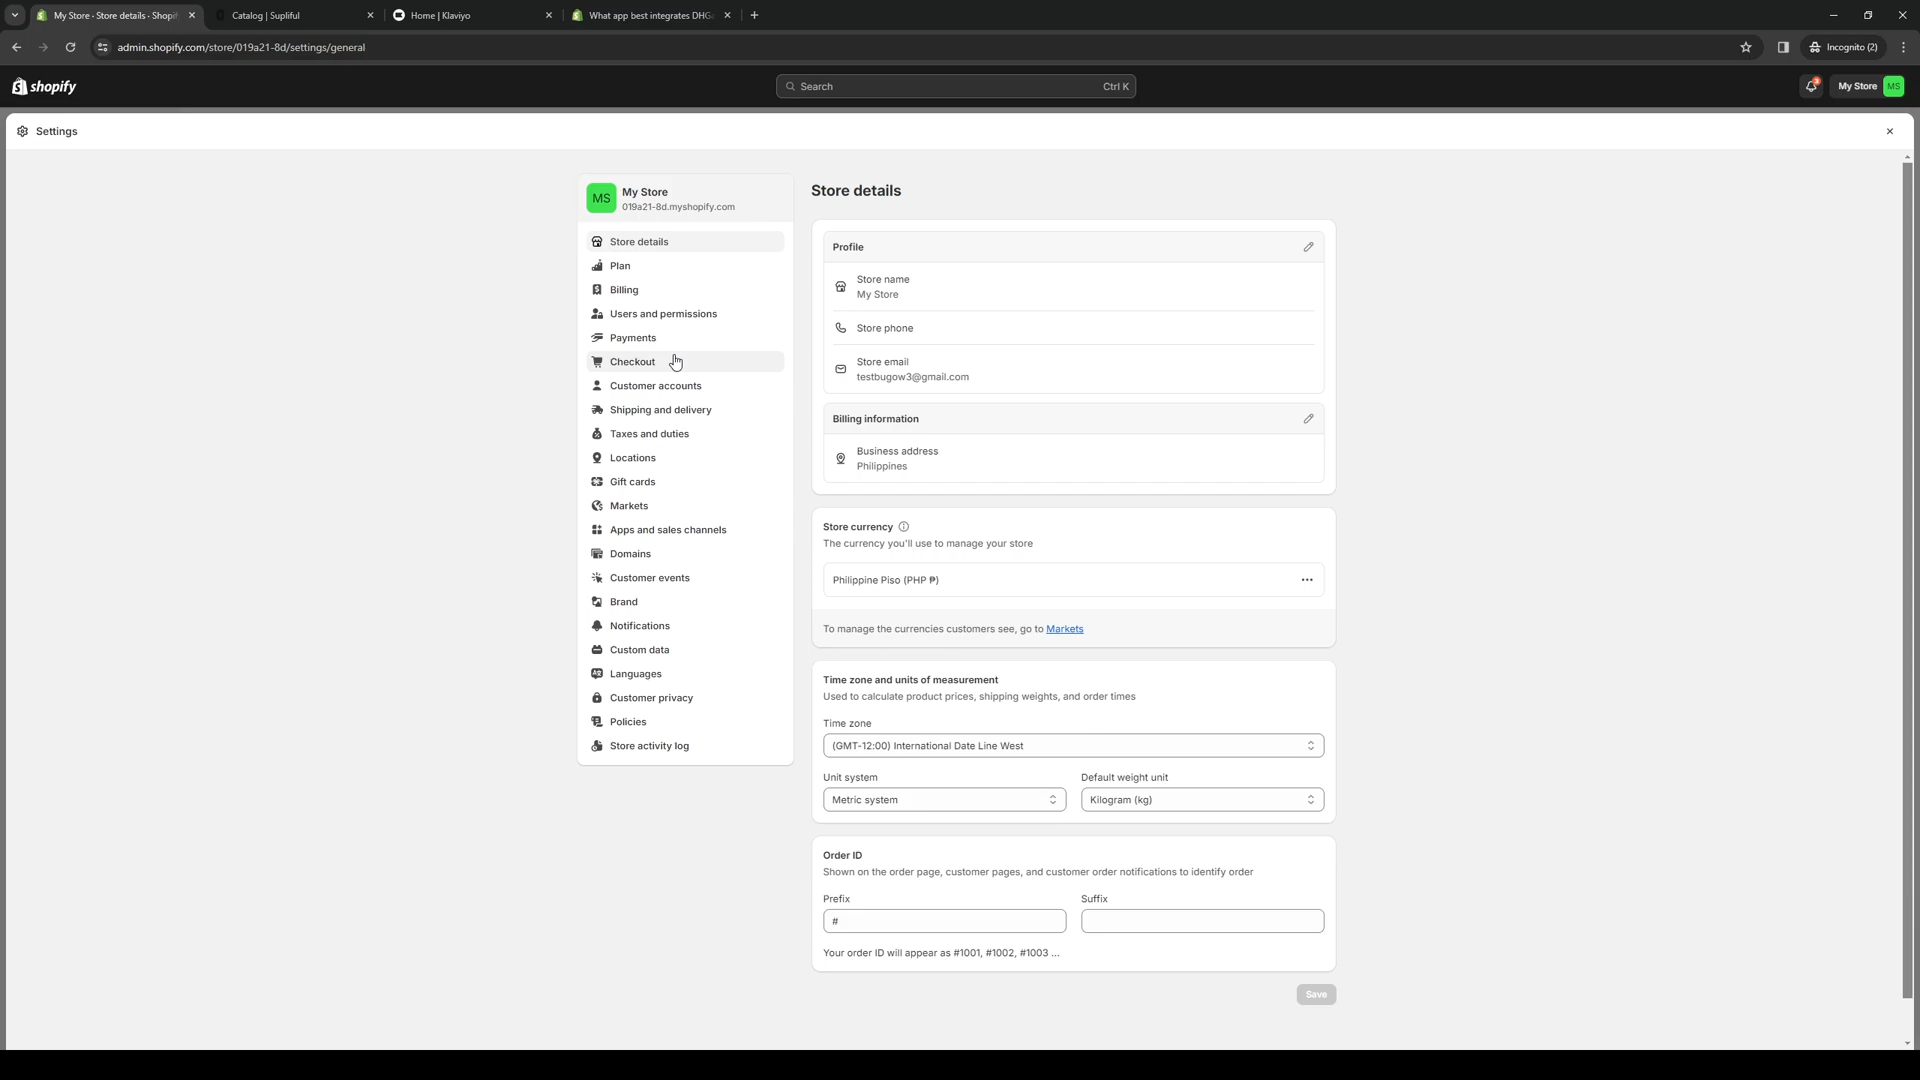 My Store - Store details - Shopif
Catalog | Supliful
Home | Klaviyo
What app best integrates DHGa
admin.shopify.com/store/019a21-8d/settings/general
Incognito (2)
shopify
Search
Ctrl K
3
My Store
MS
Settings
MS
My Store
019a21-8d.myshopify.com
Store details
Plan
Billing
Users and permissions
Payments
Checkout
Customer accounts
Shipping and delivery
Taxes and duties
Locations
Gift cards
Markets
Apps and sales channels
Domains
Customer events
Brand
Notifications
Custom data
Languages
Customer privacy
Policies
Store activity log
Store details
Profile
Store name
My Store
Store phone
Store email
testbugow3@gmail.com
Billing information
Business address
Philippines
Store currency
The currency you'll use to manage your store
Philippine Piso (PHP ₱)
To manage the currencies customers see, go to Markets
Time zone and units of measurement
Used to calculate product prices, shipping weights, and order times
Time zone
(GMT-12:00) International Date Line West
Unit system
Default weight unit
Metric system
Kilogram (kg)
Order ID
Shown on the order page, customer pages, and customer order notifications to identify order
Prefix
Suffix
#
Your order ID will appear as #1001, #1002, #1003 ...
Save